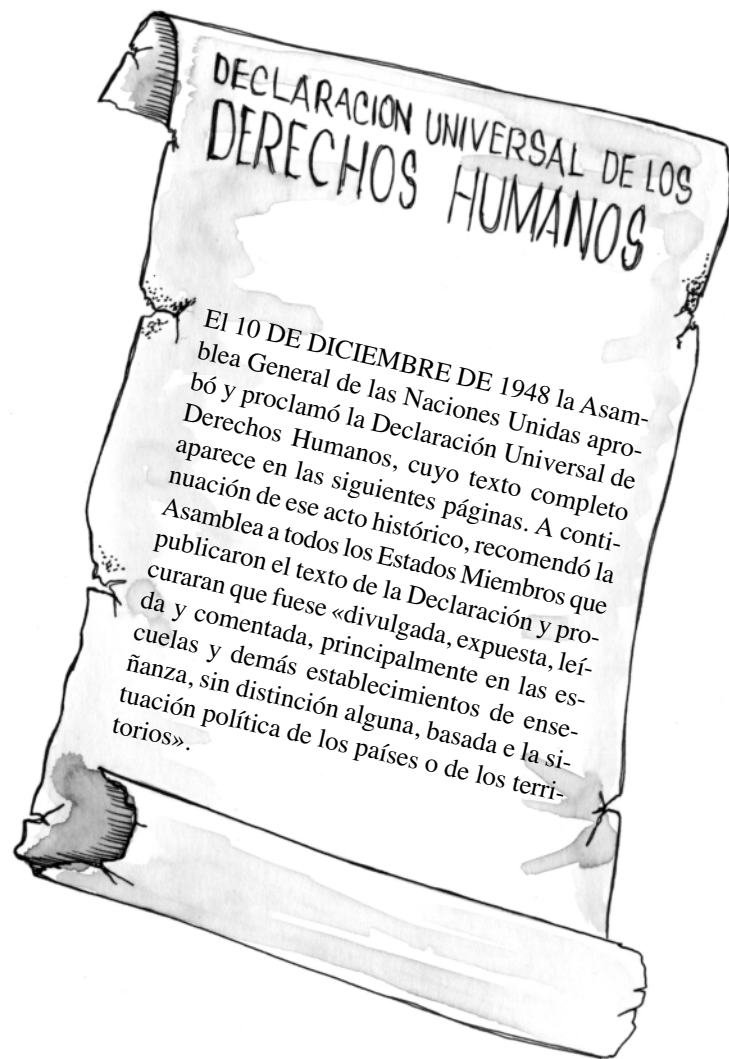 DECLARACION UNIVERSAL DE LOS
DERECHOS HUMANOS
El 10 DE DICIEMBRE DE 1948 la Asam-
blea General de las Naciones Unidas apro-
bó y proclamó la Declaración Universal de
Derechos Humanos, cuyo texto completo
aparece en las siguientes páginas. A conti-
nuación de ese acto histórico, recomendó la
Asamblea a todos los Estados Miembros que
publicaron el texto de la Declaración y pro-
curaran que fuese «divulgada, expuesta, leí-
da y comentada, principalmente en las es-
cuelas y demás establecimientos de ense-
ñanza, sin distinción alguna, basada e la si-
tuación política de los países o de los terri-
torios».